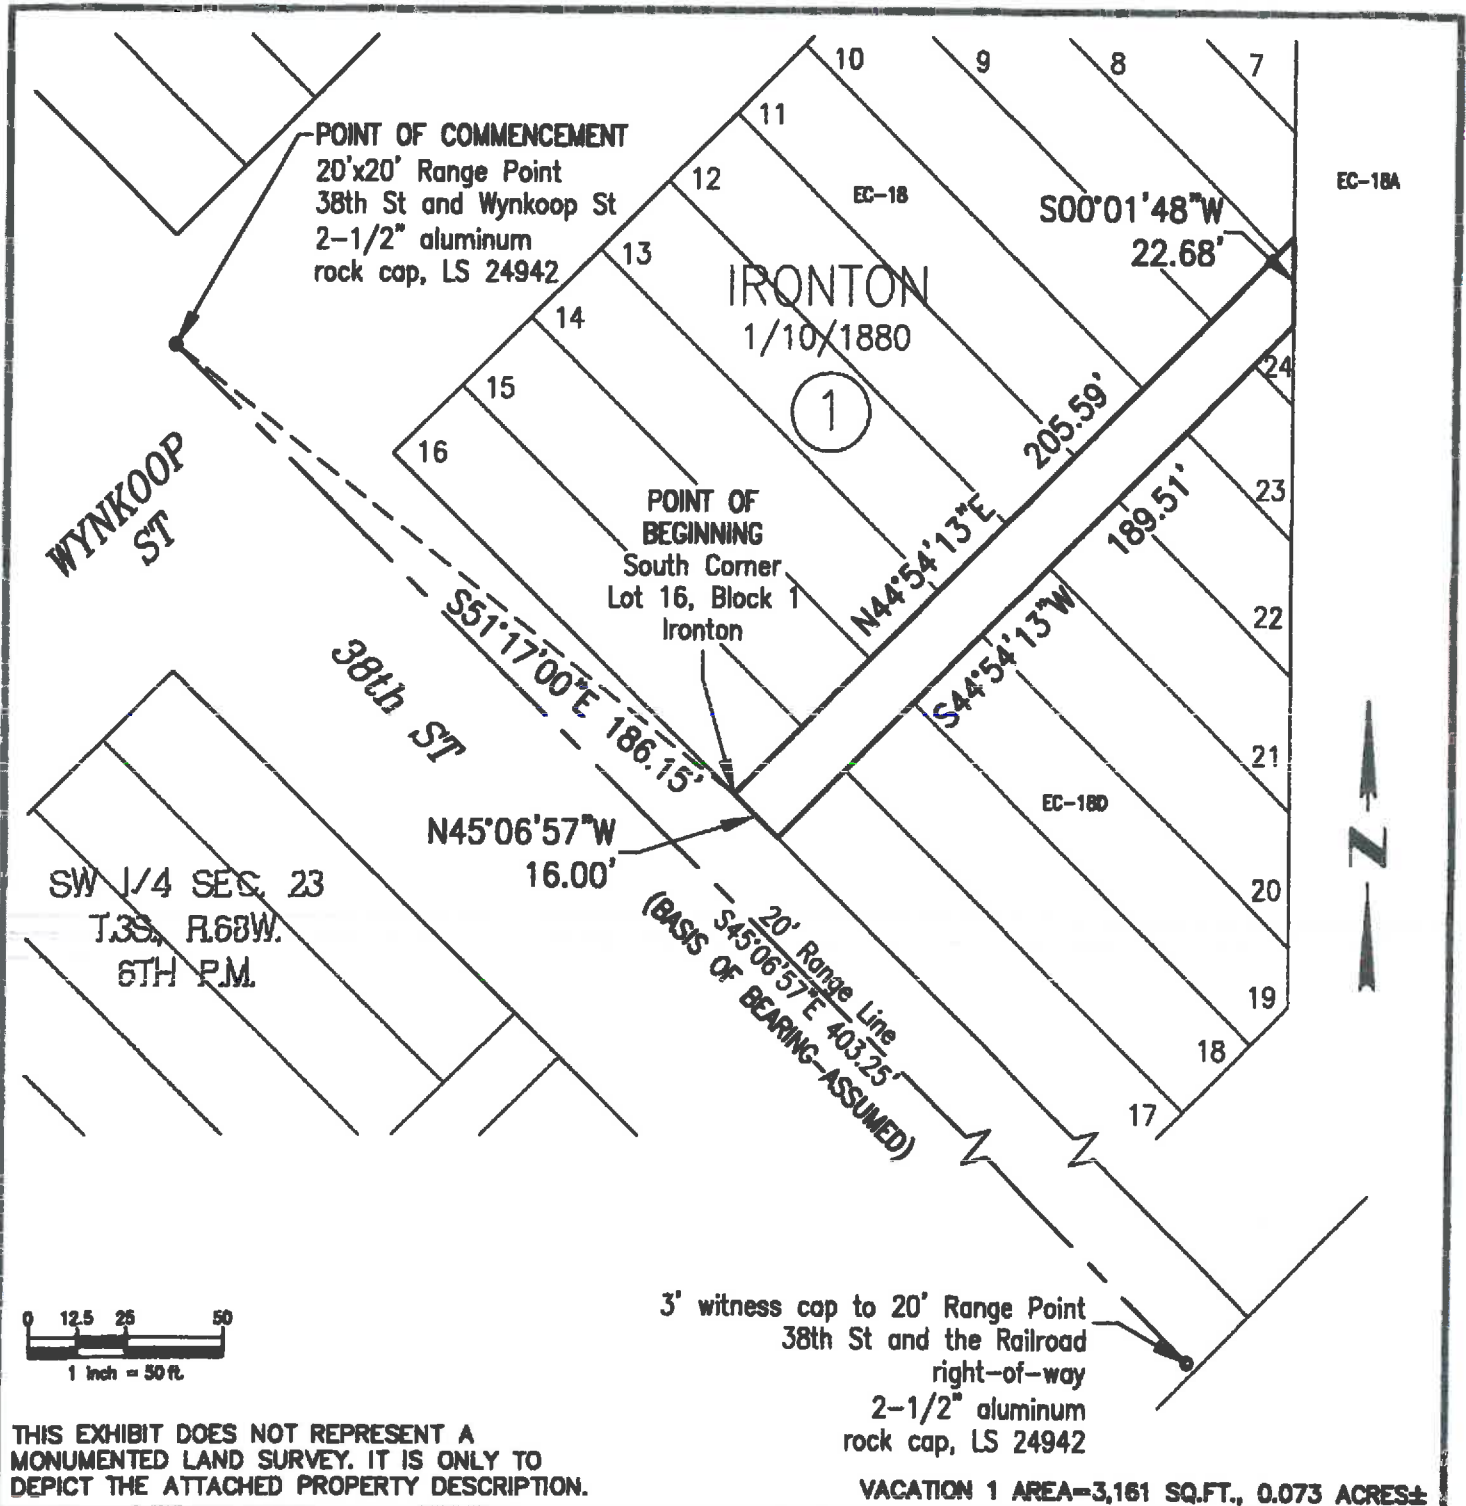 POINT OF COMMENCEMENT
20'x20' Range Point
38th St and Wynkoop St
2-1/2" aluminum
rock cap, LS 24942
10
9
8
7
11
12
13
14
15
16
EC-18
EC-18A
S00°01'48"W
22.68'
IRONTON
1/10/1880
1
WYNKOOP
ST
38th ST
POINT OF
BEGINNING
South Corner
Lot 16, Block 1
Ironton
N44°54'13"E
205.59'
S44°54'13"W
189.51'
24
23
22
21
20
19
18
17
EC-18D
S51°17'00"E 186.15'
N45°06'57"W
16.00'
20' Range Line
S45°06'57"E 403.25'
(BASIS OF BEARING-ASSUMED)
SW 1/4 SEC. 23
T.3S., R.68W.
6TH P.M.
N
0 12.5 25 50
1 inch = 50 ft.
3' witness cap to 20' Range Point
38th St and the Railroad
right-of-way
2-1/2" aluminum
rock cap, LS 24942
THIS EXHIBIT DOES NOT REPRESENT A
MONUMENTED LAND SURVEY. IT IS ONLY TO
DEPICT THE ATTACHED PROPERTY DESCRIPTION.
VACATION 1 AREA=3,161 SQ.FT., 0.073 ACRES±